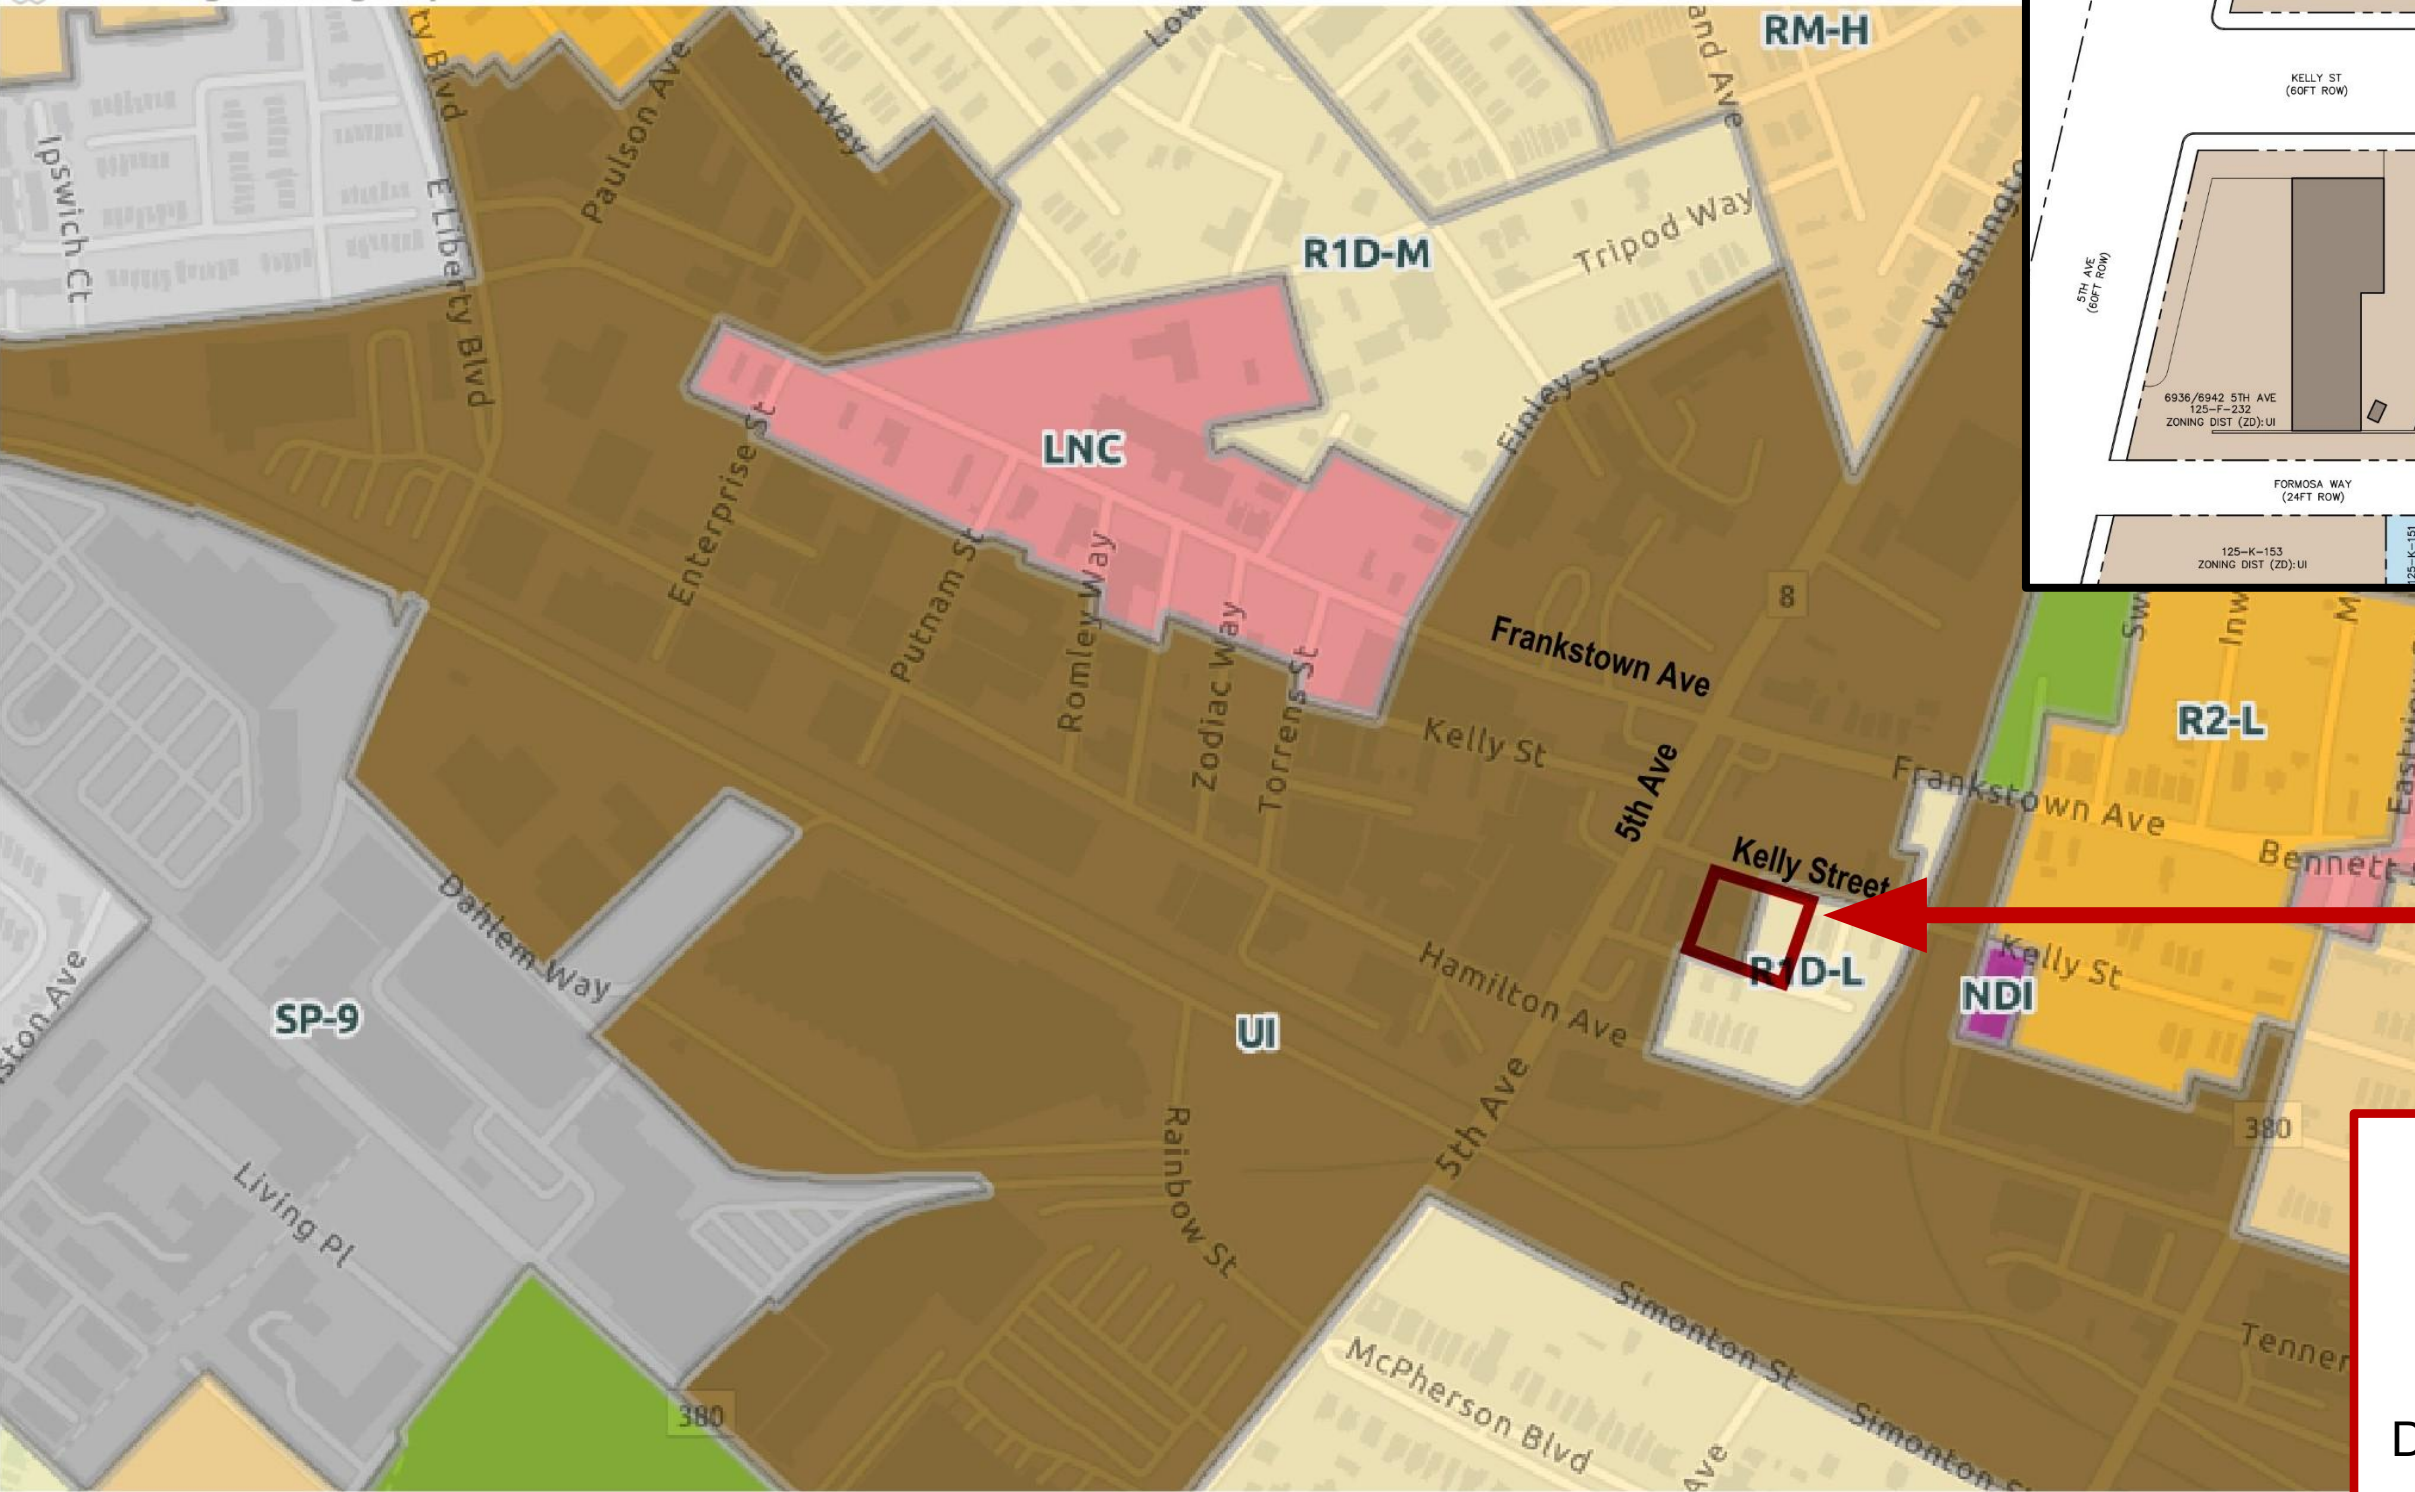 RM-H
Tyler Way
Paulson Ave
E Liberty Blvd
Ipswich Ct
R1D-M
Tripod Way
Finley St
LNC
Enterprise St
Putnam St
Romley Way
Zodiac Way
Torrens St
Frankstown Ave
8
Kelly St
5th Ave
Kelly Street
Frankstown Ave
R2-L
Bennett
R1D-L
Kelly St
NDI
Hamilton Ave
UI
5th Ave
Dahlem Way
SP-9
Living Pl
Rainbow St
380
380
McPherson Blvd
Simonton St
Simonton
Ave
KELLY ST
(60FT ROW)
5TH AVE
(60FT ROW)
6936/6942 5TH AVE
125-F-232
ZONING DIST (ZD): UI
FORMOSA WAY
(24FT ROW)
125-K-153
ZONING DIST (ZD): UI
125-K-151
D